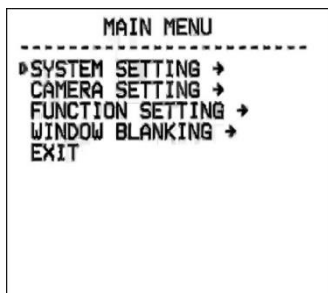 MAIN MENU
SYSTEM SETTING →
CAMERA SETTING →
FUNCTION SETTING →
WINDOW BLANKING →
EXIT